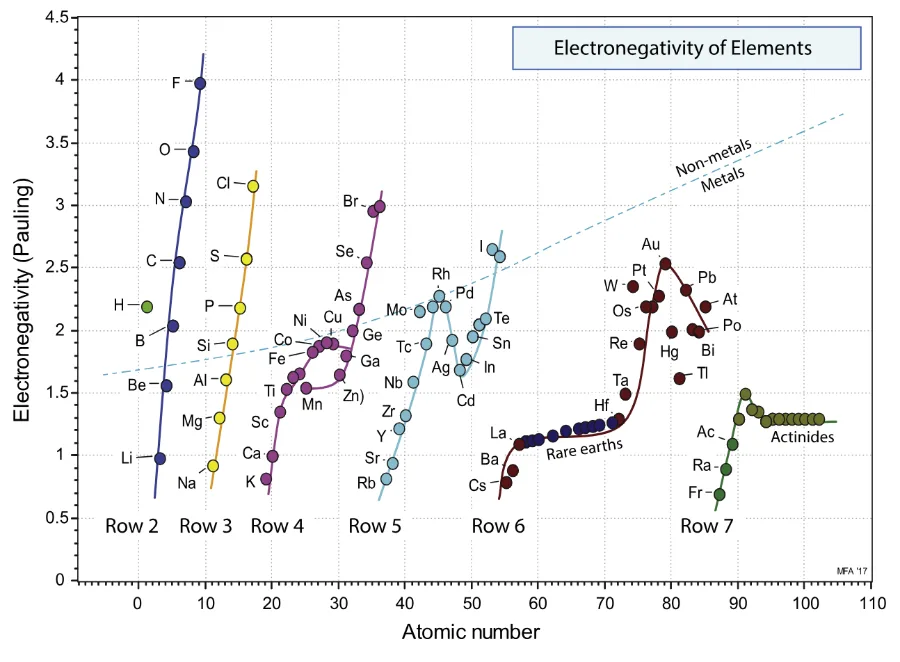 Electronegativity of Elements
Electronegativity (Pauling)
4.5
4
3.5
3
2.5
2
1.5
1
0.5
0
F
O
N
C
H
B
Be
Li
Cl
S
P
Si
Al
Mg
Na
Br
Se
As
Ge
Ga
Zn)
Cu
Ni
Co
Fe
Mn
Ti
Sc
Ca
K
I
Te
Sn
In
Cd
Ag
Pd
Rh
Mo
Tc
Nb
Zr
Y
Sr
Rb
Non-metals
Metals
Au
Pt
W
Os
Re
Pb
At
Po
Bi
Hg
Tl
Ta
Hf
La
Ba
Cs
Rare earths
Ac
Ra
Fr
Actinides
Row 2
Row 3
Row 4
Row 5
Row 6
Row 7
MFA '17
0 10 20 30 40 50 60 70 80 90 100 110
Atomic number